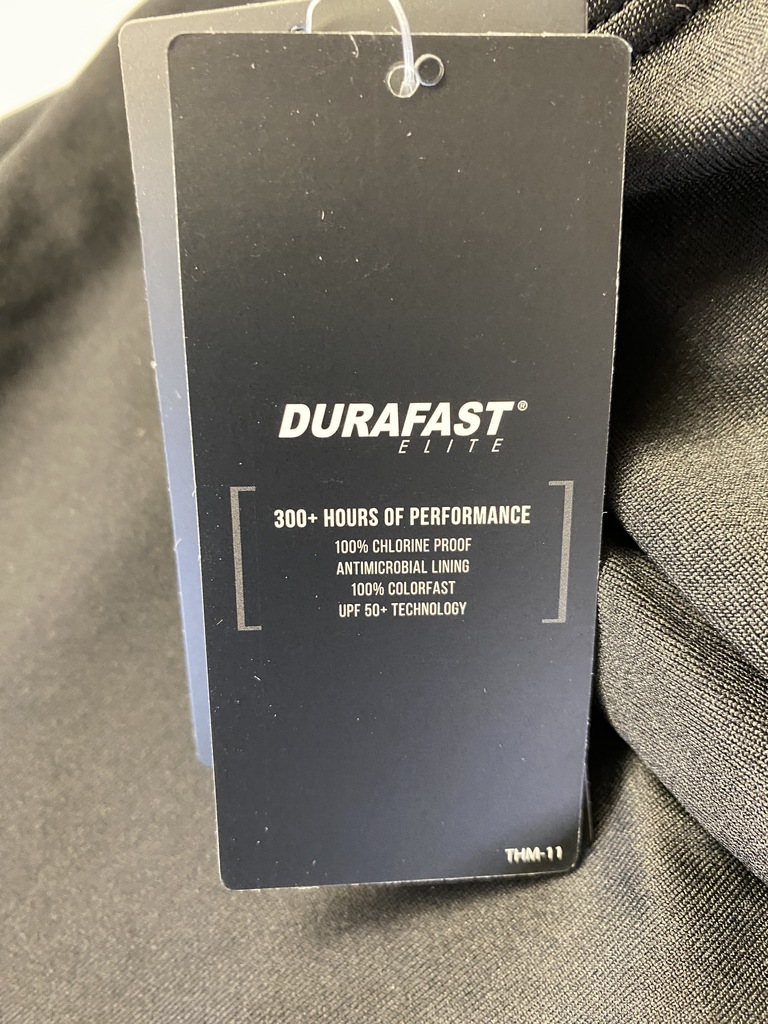 DURAFAST®
ELITE
300+ HOURS OF PERFORMANCE
100% CHLORINE PROOF
ANTIMICROBIAL LINING
100% COLORFAST
UPF 50+ TECHNOLOGY
THM-11